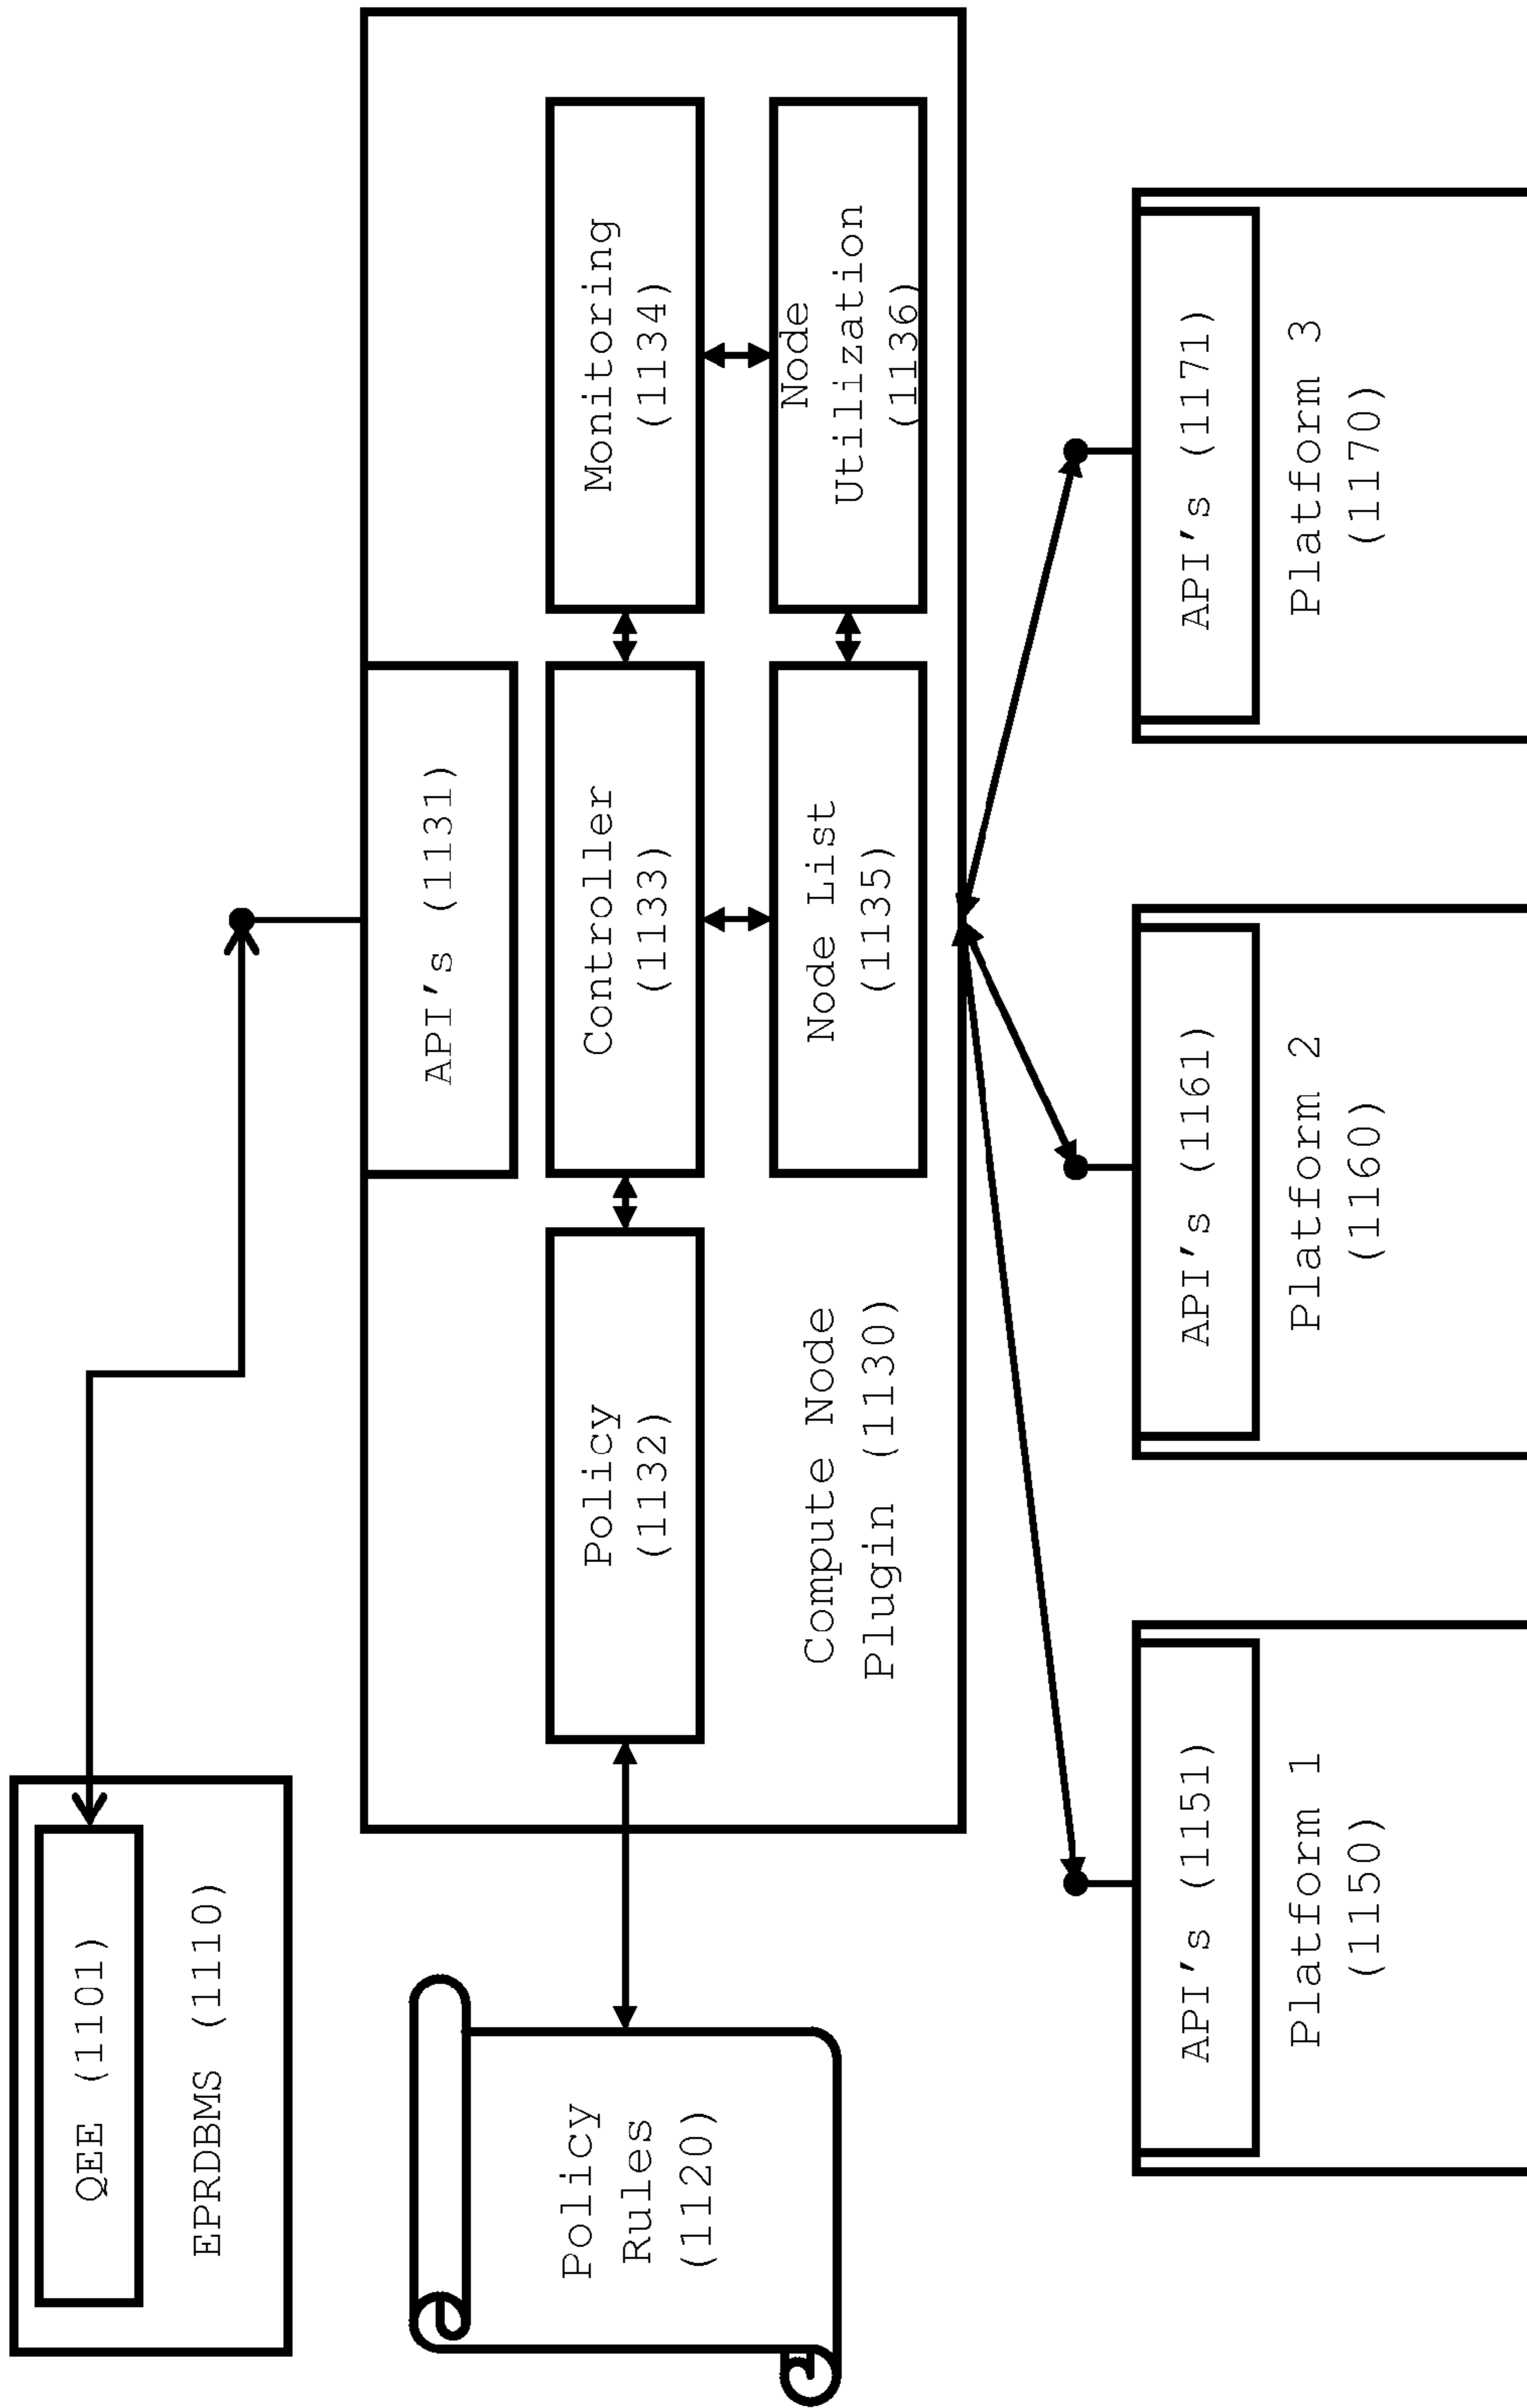 QEE (1101)
EPRDBMS (1110)
API's (1131)
Policy
Rules
(1120)
Policy
(1132)
Controller
(1133)
Monitoring
(1134)
Compute Node
Plugin (1130)
Node List
(1135)
Node
Utilization
(1136)
API's (1151)
Platform 1
(1150)
API's (1161)
Platform 2
(1160)
API's (1171)
Platform 3
(1170)